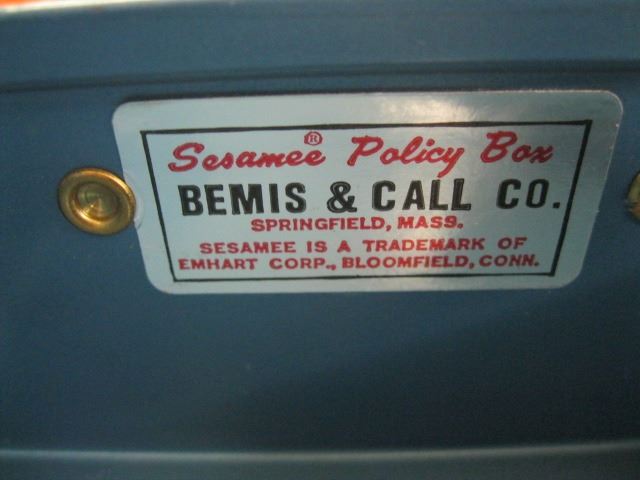 Sesamee® Policy Box
BEMIS & CALL CO.
SPRINGFIELD, MASS.
SESAMEE IS A TRADEMARK OF
EMHART CORP., BLOOMFIELD, CONN.